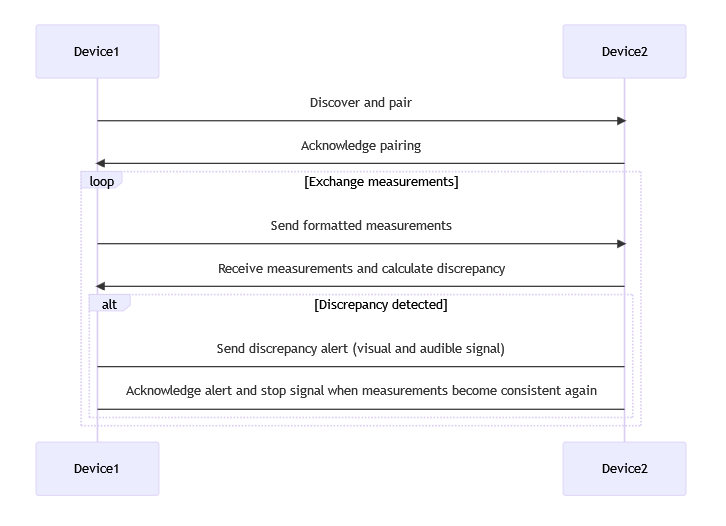 Device1
Device2
Discover and pair
Acknowledge pairing
loop
[Exchange measurements]
Send formatted measurements
Receive measurements and calculate discrepancy
alt
[Discrepancy detected]
Send discrepancy alert (visual and audible signal)
Acknowledge alert and stop signal when measurements become consistent again
Device1
Device2